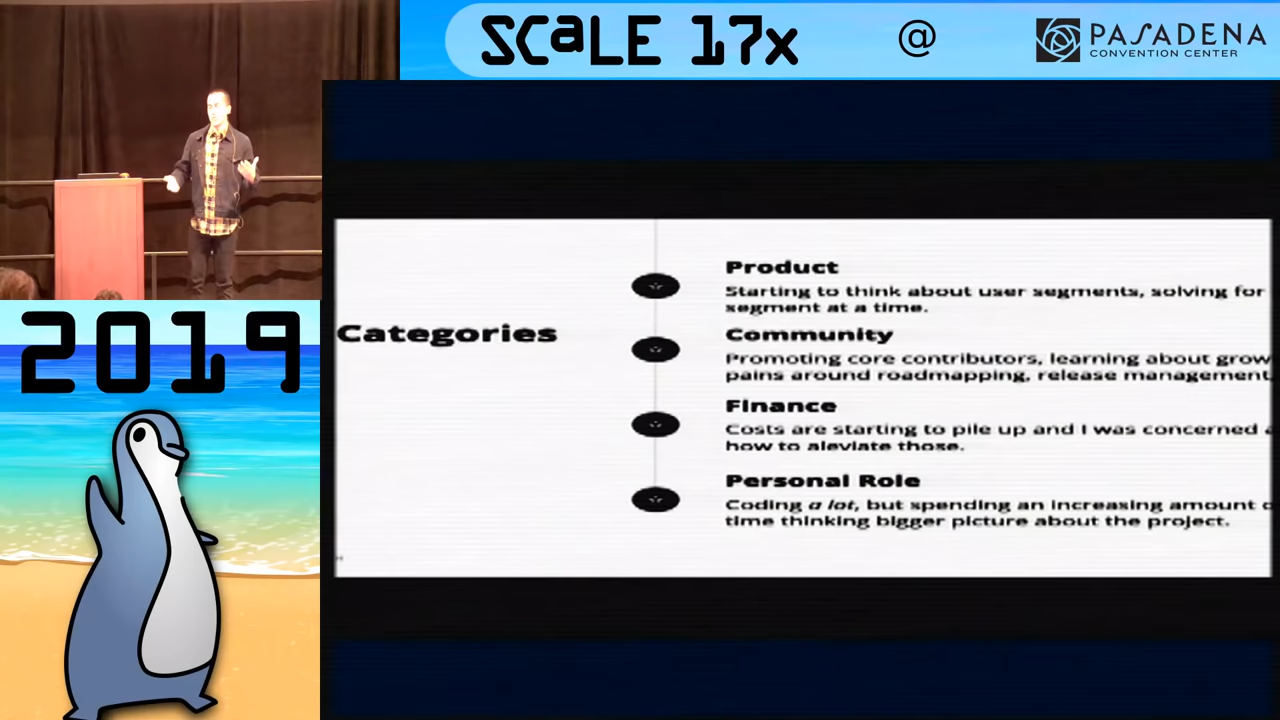 SCaLE 17x
@
PASADENA
CONVENTION CENTER
2019
Categories
Product
Starting to think about user segments, solving for
segment at a time.
Community
Promoting core contributors, learning about grow
pains around roadmapping, release management.
Finance
Costs are starting to pile up and I was concerned
how to aleviate those.
Personal Role
Coding a lot, but spending an increasing amount
time thinking bigger picture about the project.